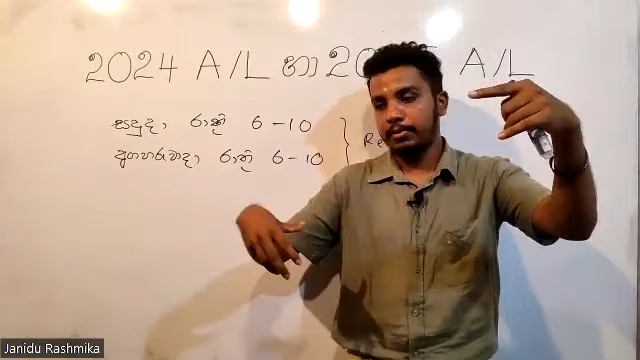 2024 A/L හා 20 A/L
සඳුදා රාත්‍රි 6 - 10
අඟහරුවාදා රාත්‍රි 6 - 10
Re
Janidu Rashmika